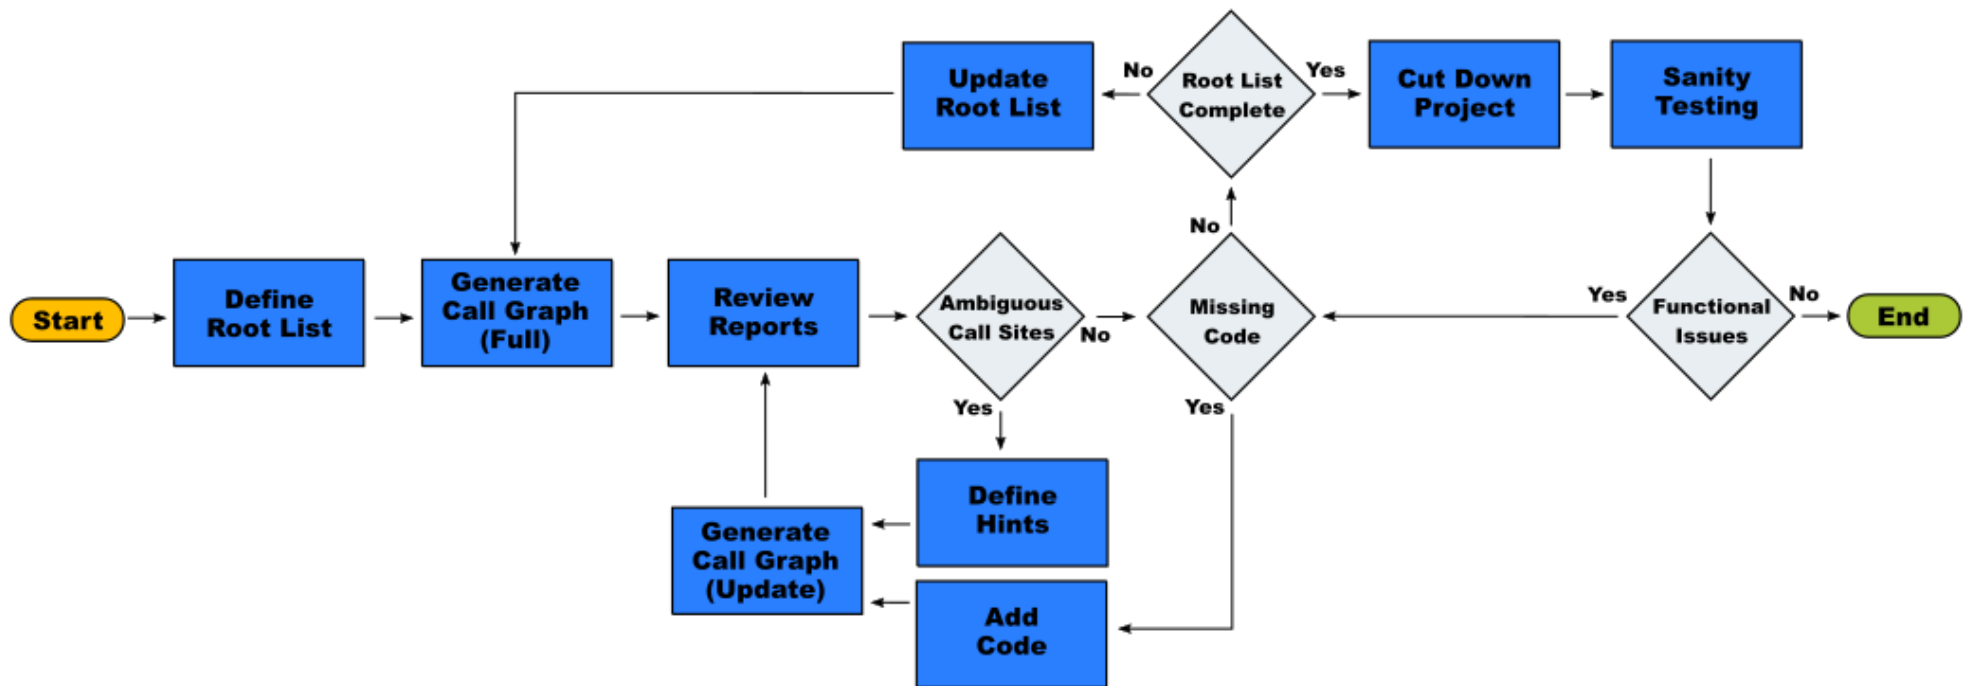 Update
Root List
No
Root List
Complete
Yes
Cut Down
Project
Sanity
Testing
Start
Define
Root List
Generate
Call Graph
(Full)
Review
Reports
Ambiguous
Call Sites
No
Yes
No
Missing
Code
Yes
Yes
Functional
Issues
No
End
Define
Hints
Generate
Call Graph
(Update)
Add
Code